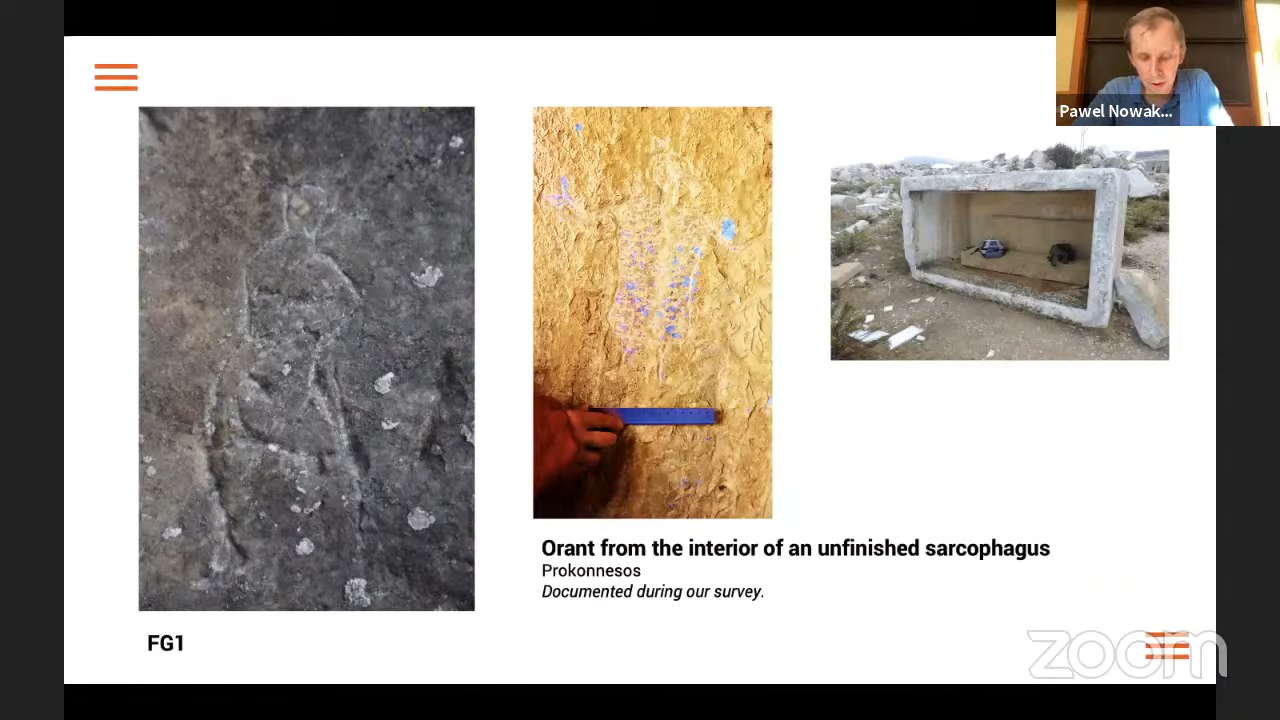 Pawel Nowak...
Orant from the interior of an unfinished sarcophagus
Prokonnesos
Documented during our survey.
FG1
zoom